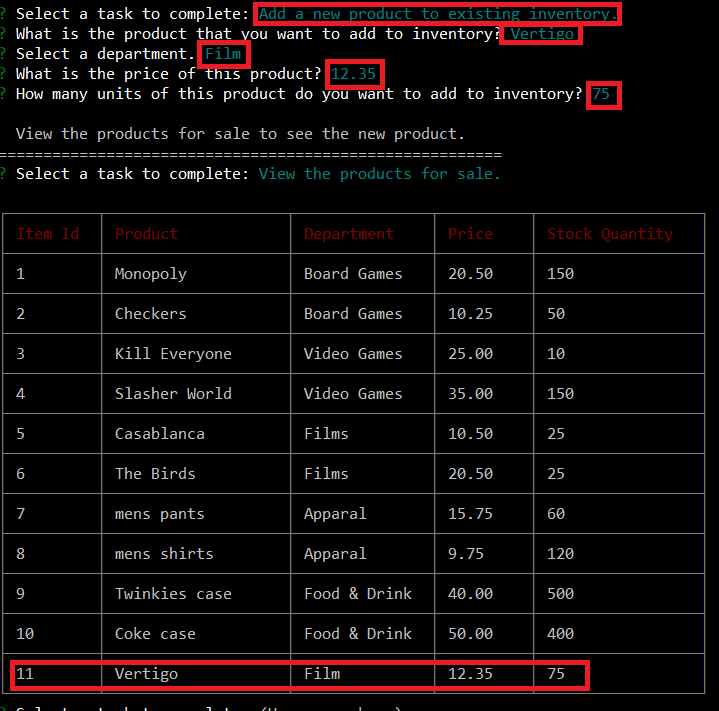 ? Select a task to complete: Add a new product to existing inventory.
? What is the product that you want to add to inventory? Vertigo
? Select a department. Film
? What is the price of this product? 12.35
? How many units of this product do you want to add to inventory? 75
View the products for sale to see the new product.
========================================================
? Select a task to complete: View the products for sale.
Item Id Product Department Price Stock Quantity
1 Monopoly Board Games 20.50 150
2 Checkers Board Games 10.25 50
3 Kill Everyone Video Games 25.00 10
4 Slasher World Video Games 35.00 150
5 Casablanca Films 10.50 25
6 The Birds Films 20.50 25
7 mens pants Apparal 15.75 60
8 mens shirts Apparal 9.75 120
9 Twinkies case Food & Drink 40.00 500
10 Coke case Food & Drink 50.00 400
11 Vertigo Film 12.35 75